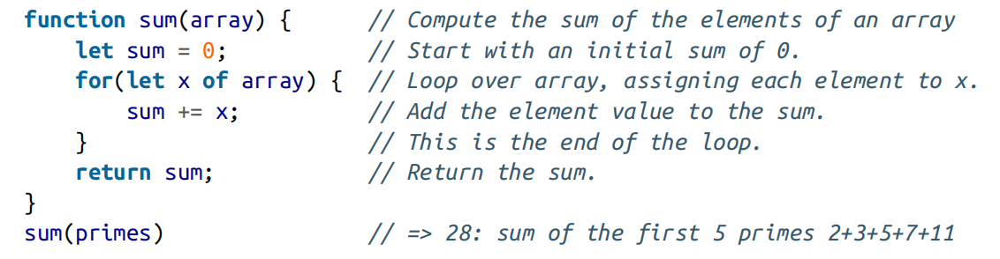 function sum(array) {      // Compute the sum of the elements of an array
    let sum = 0;           // Start with an initial sum of 0.
    for(let x of array) {  // Loop over array, assigning each element to x.
        sum += x;          // Add the element value to the sum.
    }                      // This is the end of the loop.
    return sum;            // Return the sum.
}
sum(primes)                // => 28: sum of the first 5 primes 2+3+5+7+11